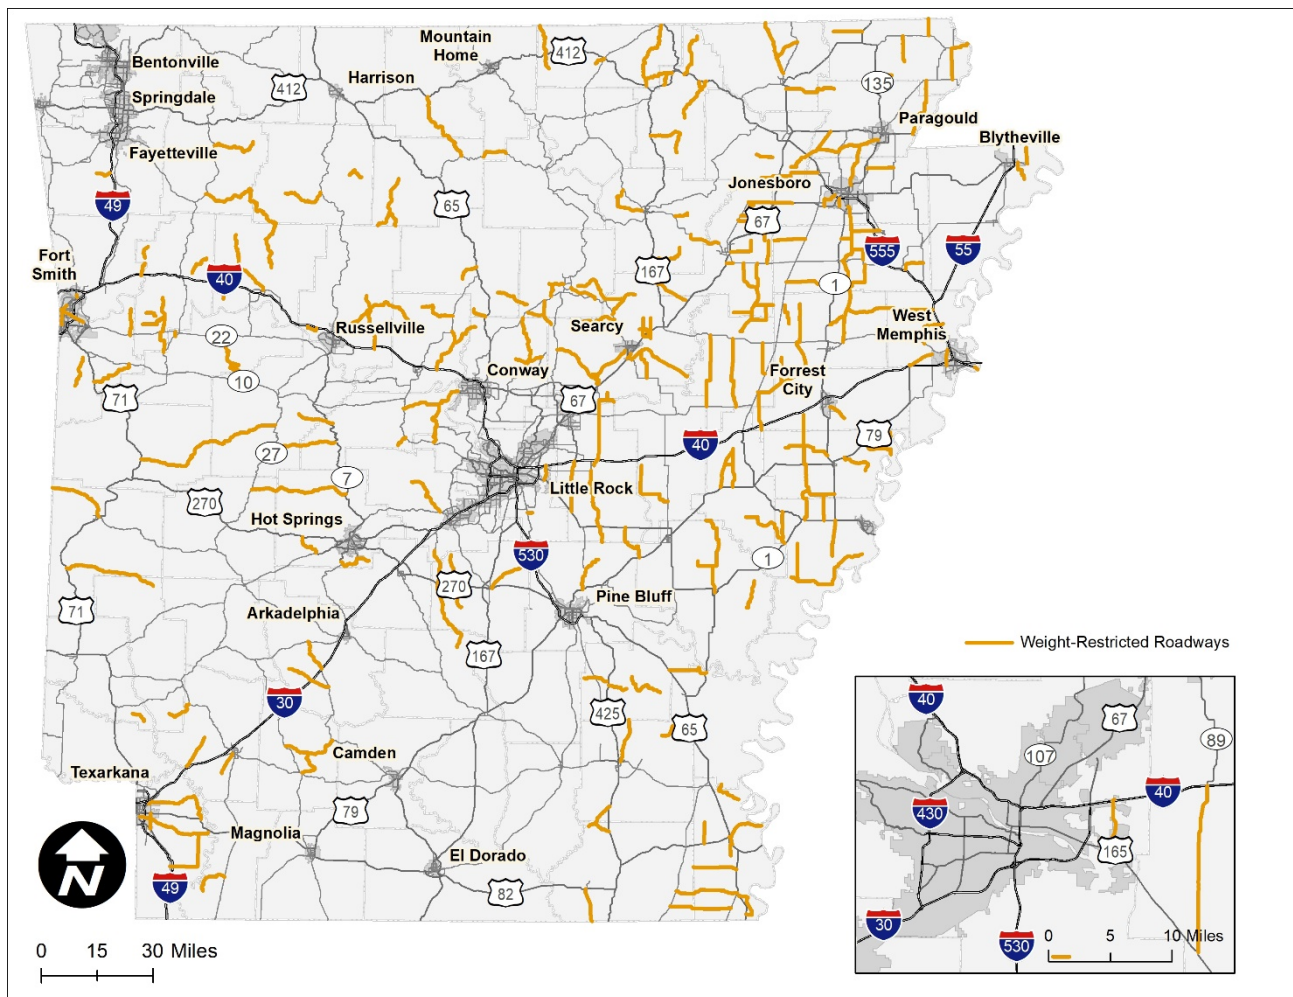 Mountain
Home
412
Bentonville
Harrison
412
Springdale
135
Paragould
Blytheville
Fayetteville
Jonesboro
49
65
67
555
55
Fort
Smith
40
167
1
22
Russellville
Searcy
West
Memphis
10
71
Conway
67
Forrest
City
79
40
27
7
270
Little Rock
Hot Springs
530
1
270
71
Arkadelphia
Pine Bluff
167
Weight-Restricted Roadways
30
425
65
Camden
Texarkana
79
Magnolia
El Dorado
82
49
N
0 15 30 Miles
40
67
107
89
40
430
165
30
530
0 5 10 Miles